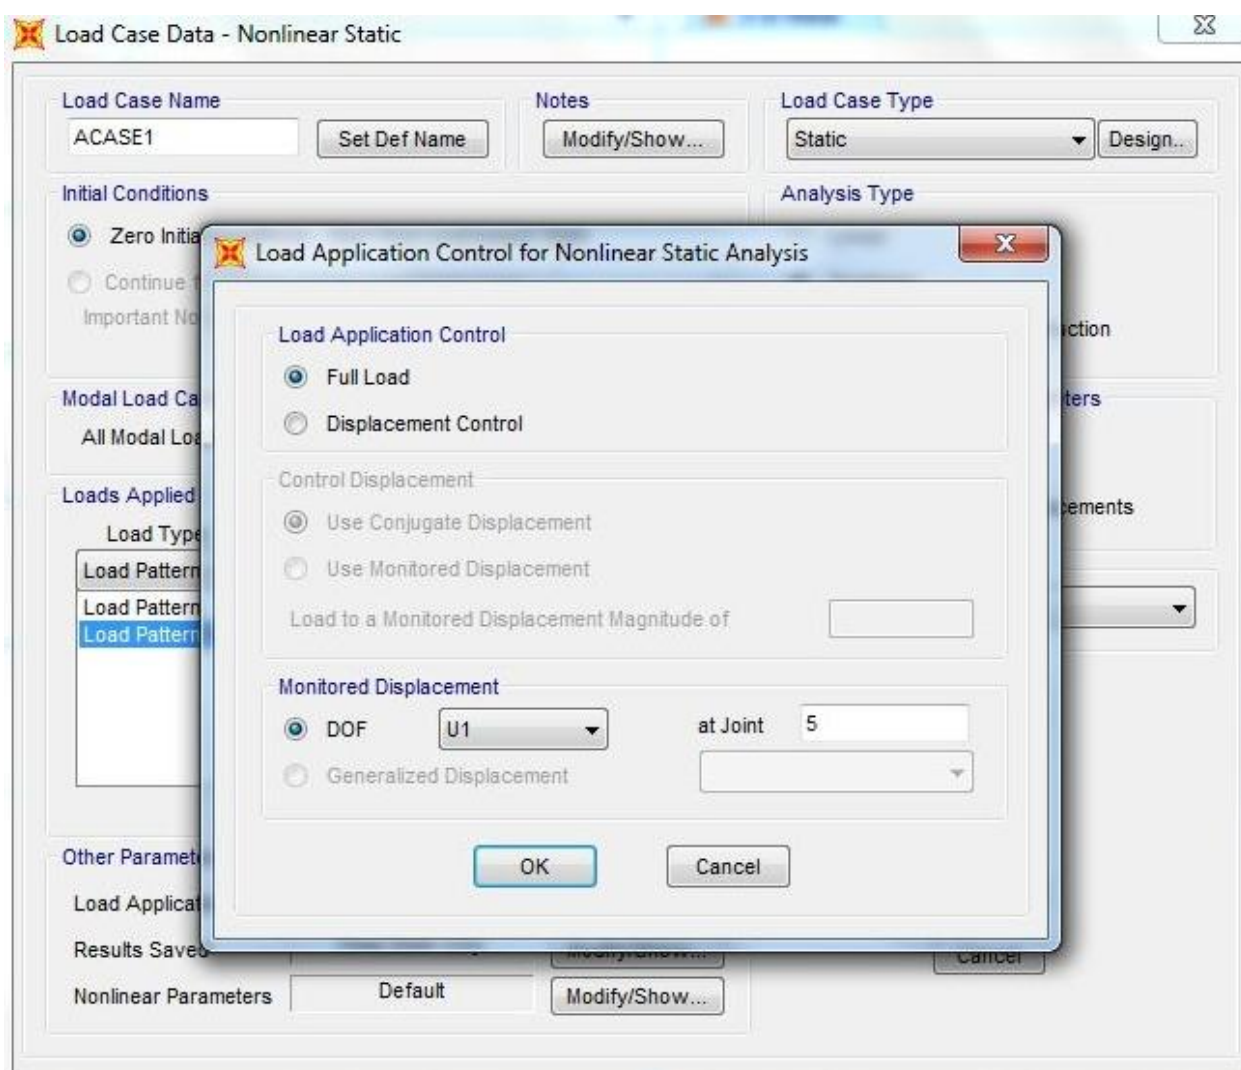 Load Case Data - Nonlinear Static
Load Case Name
Notes
Load Case Type
ACASE1
Set Def Name
Modify/Show...
Static
Design..
Initial Conditions
Analysis Type
Zero Initia
Continue
Important No
ction
Modal Load Ca
ters
All Modal Loa
Loads Applied
Load Type
cements
Load Pattern
Load Pattern
Load Pattern
Load Application Control for Nonlinear Static Analysis
Load Application Control
Full Load
Displacement Control
Control Displacement
Use Conjugate Displacement
Use Monitored Displacement
Load to a Monitored Displacement Magnitude of
Monitored Displacement
DOF
U1
at Joint
5
Generalized Displacement
OK
Cancel
Other Paramet
Load Applicat
Results Saved
Modify/Show...
Cancel
Nonlinear Parameters
Default
Modify/Show...